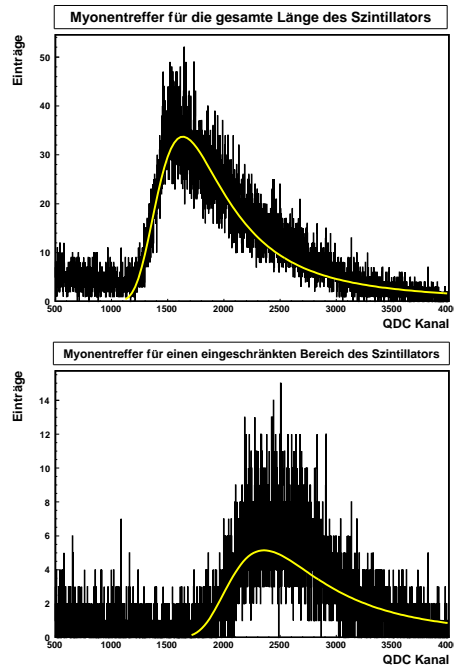 Myonentreffer für die gesamte Länge des Szintillators
Einträge
50
40
30
20
10
0
500 1000 1500 2000 2500 3000 3500 400
QDC Kanal
Myonentreffer für einen eingeschränkten Bereich des Szintillators
Einträge
14
12
10
8
6
4
2
0
500 1000 1500 2000 2500 3000 3500 400
QDC Kanal